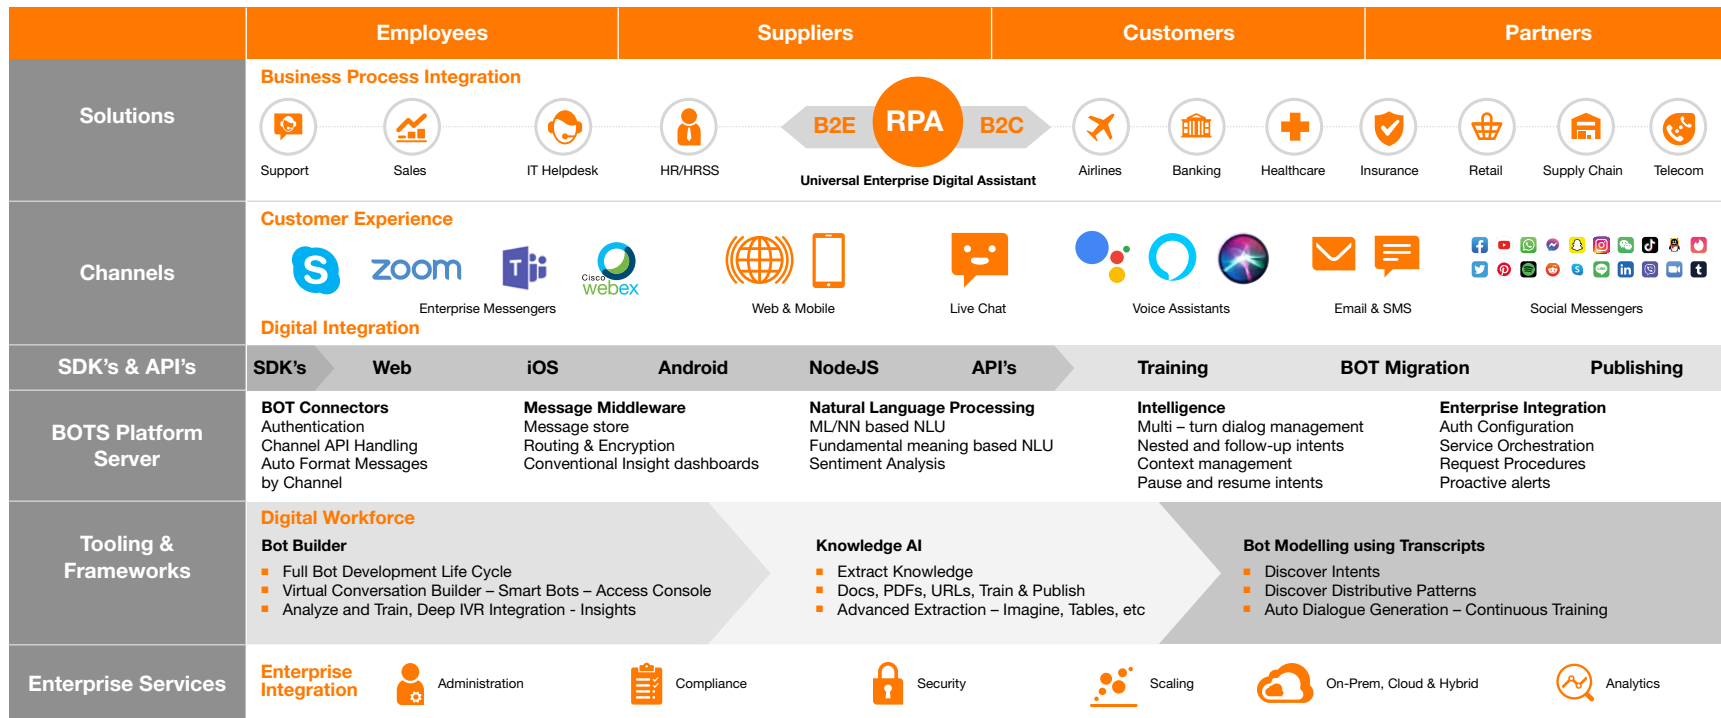 Employees
Suppliers
Customers
Partners
Solutions
Business Process Integration
Support
Sales
IT Helpdesk
HR/HRSS
B2E
RPA
B2C
Universal Enterprise Digital Assistant
Airlines
Banking
Healthcare
Insurance
Retail
Supply Chain
Telecom
Channels
Customer Experience
S
zoom
T
Cisco
webex
Enterprise Messengers
Web & Mobile
Live Chat
Voice Assistants
Email & SMS
Social Messengers
Digital Integration
SDK's & API's
SDK's
Web
iOS
Android
NodeJS
API's
Training
BOT Migration
Publishing
BOTS Platform
Server
BOT Connectors
Authentication
Channel API Handling
Auto Format Messages
by Channel
Message Middleware
Message store
Routing & Encryption
Conventional Insight dashboards
Natural Language Processing
ML/NN based NLU
Fundamental meaning based NLU
Sentiment Analysis
Intelligence
Multi – turn dialog management
Nested and follow-up intents
Context management
Pause and resume intents
Enterprise Integration
Auth Configuration
Service Orchestration
Request Procedures
Proactive alerts
Tooling &
Frameworks
Digital Workforce
Bot Builder
Full Bot Development Life Cycle
Virtual Conversation Builder – Smart Bots – Access Console
Analyze and Train, Deep IVR Integration - Insights
Knowledge AI
Extract Knowledge
Docs, PDFs, URLs, Train & Publish
Advanced Extraction – Imagine, Tables, etc
Bot Modelling using Transcripts
Discover Intents
Discover Distributive Patterns
Auto Dialogue Generation – Continuous Training
Enterprise Services
Enterprise
Integration
Administration
Compliance
Security
Scaling
On-Prem, Cloud & Hybrid
Analytics